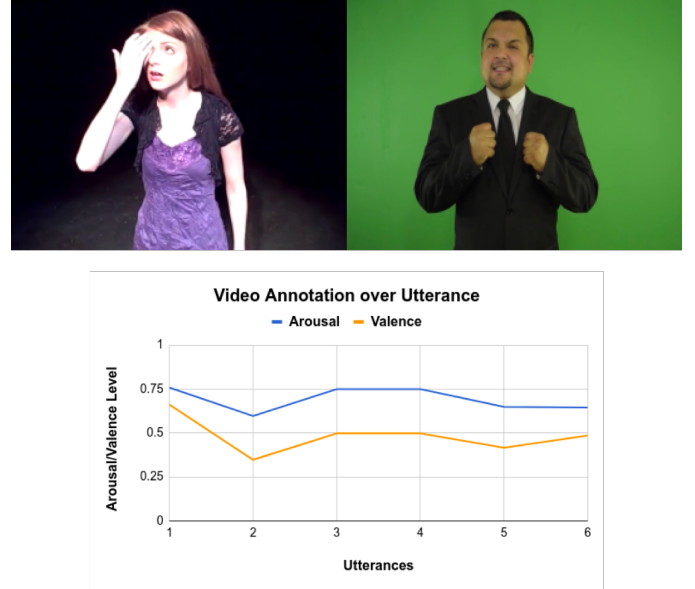 Video Annotation over Utterance
Arousal Valence
Arousal/Valence Level
1
0.75
0.5
0.25
0
1 2 3 4 5 6
Utterances